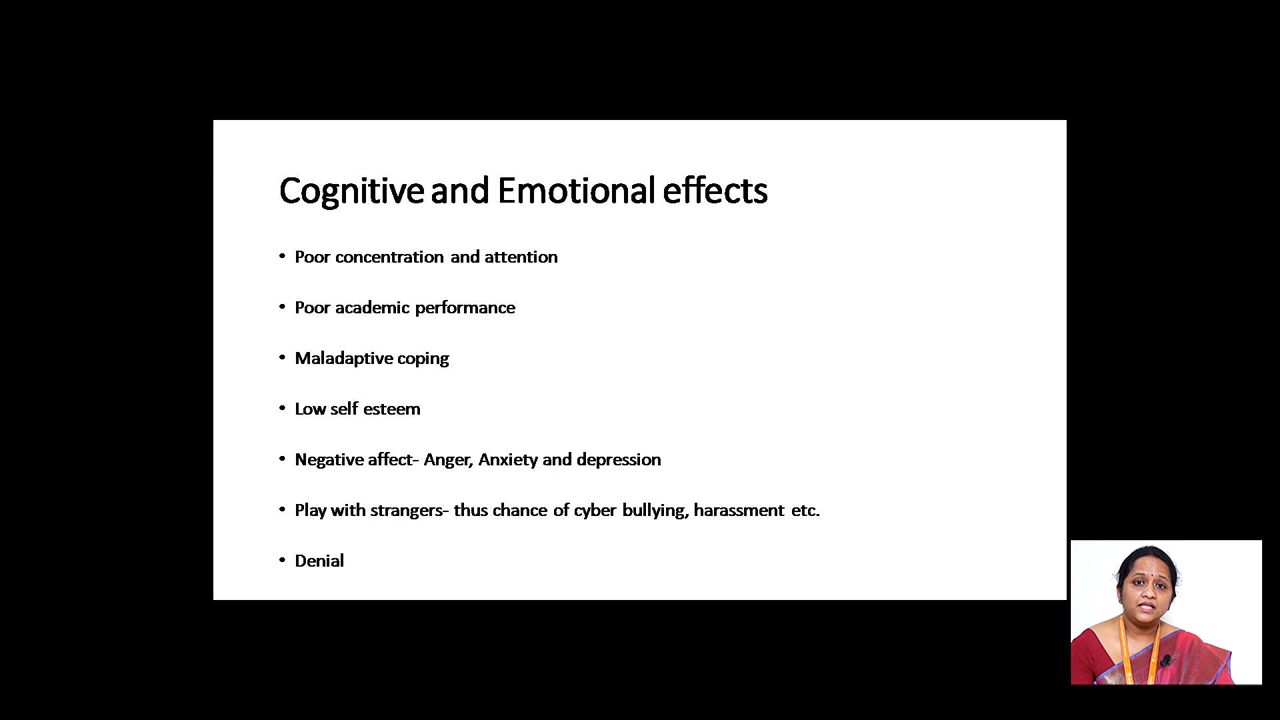 Cognitive and Emotional effects
• Poor concentration and attention
• Poor academic performance
• Maladaptive coping
• Low self esteem
• Negative affect- Anger, Anxiety and depression
• Play with strangers- thus chance of cyber bullying, harassment etc.
• Denial